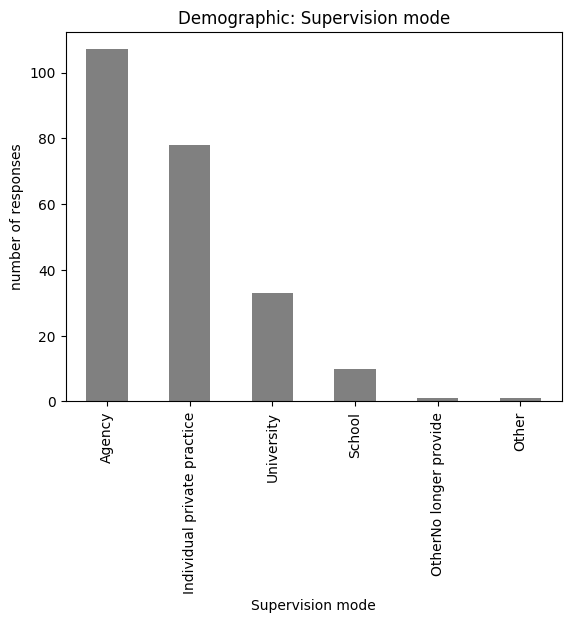 Demographic: Supervision mode
number of responses
100
80
60
40
20
0
Agency
Individual private practice
University
School
OtherNo longer provide
Other
Supervision mode